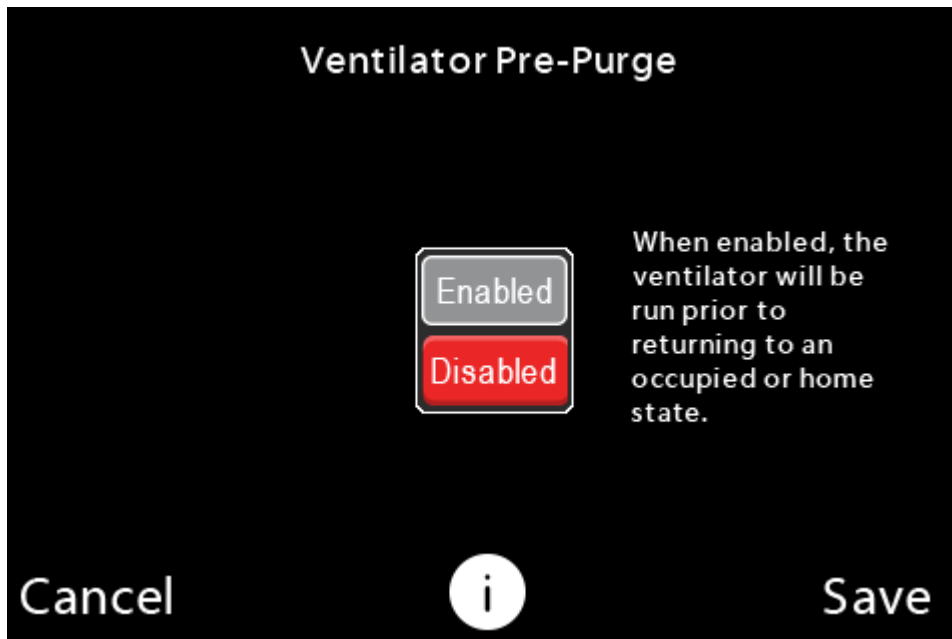 Ventilator Pre-Purge
Enabled
Disabled
When enabled, the
ventilator will be
run prior to
returning to an
occupied or home
state.
Cancel
i
Save